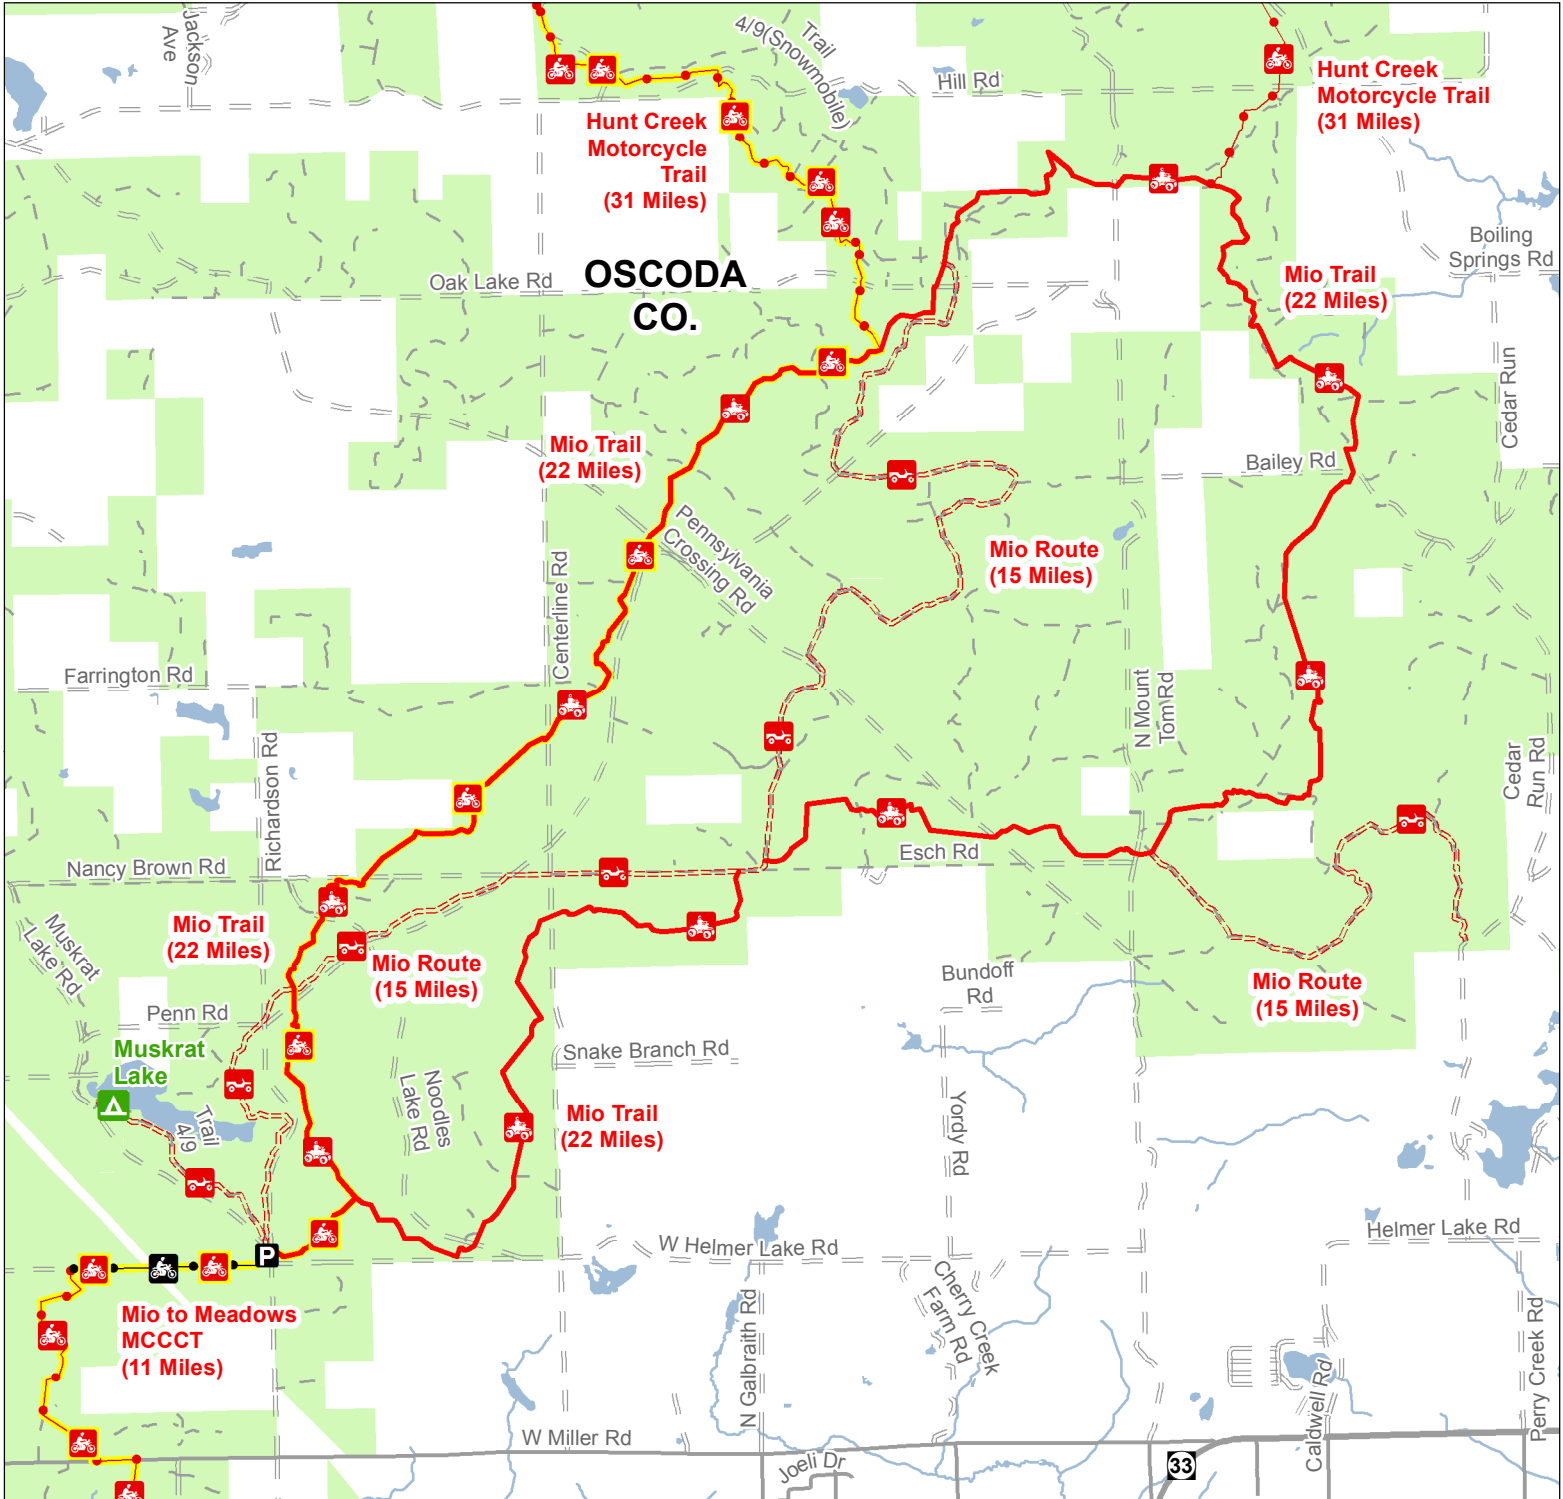 Jackson
Ave
Trail
4/9(Snowmobile)
Hill Rd
Hunt Creek
Motorcycle Trail
(31 Miles)
Hunt Creek
Motorcycle
Trail
(31 Miles)
Boiling
Springs Rd
Oak Lake Rd
OSCODA
CO.
Mio Trail
(22 Miles)
Cedar Run
Mio Trail
(22 Miles)
Bailey Rd
Pennsylvania
Crossing Rd
Mio Route
(15 Miles)
Centerline Rd
Farrington Rd
N Mount
Tom Rd
Richardson Rd
Cedar
Run Rd
Nancy Brown Rd
Esch Rd
Muskrat
Lake Rd
Mio Trail
(22 Miles)
Mio Route
(15 Miles)
Bundoff
Rd
Mio Route
(15 Miles)
Penn Rd
Muskrat
Lake
Snake Branch Rd
Noodles
Lake Rd
Trail
4/9
Mio Trail
(22 Miles)
Yordy Rd
P
W Helmer Lake Rd
Helmer Lake Rd
Mio to Meadows
MCCCT
(11 Miles)
N Galbraith Rd
Cherry Creek
Farm Rd
Perry Creek Rd
Caldwell Rd
W Miller Rd
Joeli Dr
33